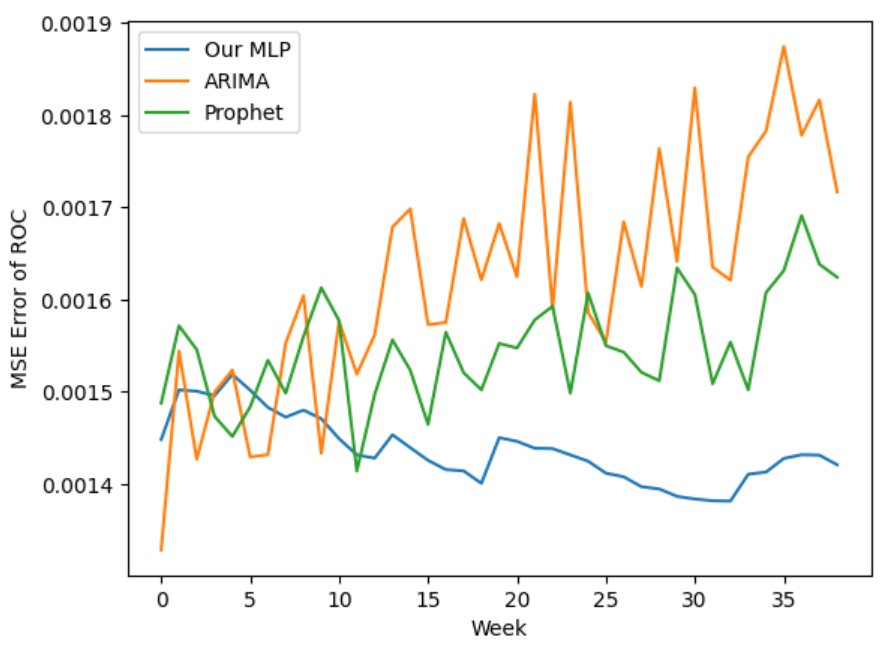 0.0019
0.0018
0.0017
0.0016
0.0015
0.0014
MSE Error of ROC
Our MLP
ARIMA
Prophet
0 5 10 15 20 25 30 35
Week